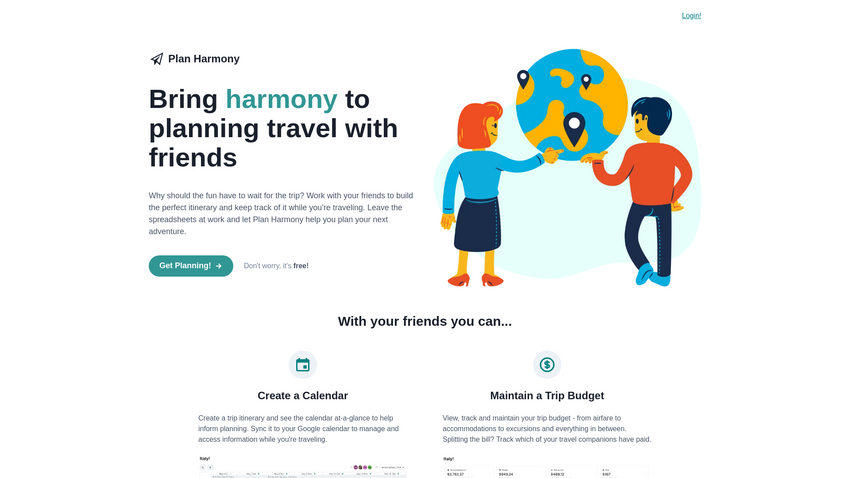 Login!
Plan Harmony
Bring harmony to
planning travel with
friends
Why should the fun have to wait for the trip? Work with your friends to build
the perfect itinerary and keep track of it while you're traveling. Leave the
spreadsheets at work and let Plan Harmony help you plan your next
adventure.
Get Planning! →
Don't worry, it's free!
With your friends you can...
Create a Calendar
Create a trip itinerary and see the calendar at-a-glance to help
inform planning. Sync it to your Google calendar to manage and
access information while you're traveling.
Italy!
Maintain a Trip Budget
View, track and maintain your trip budget - from airfare to
accommodations to excursions and everything in between.
Splitting the bill? Track which of your travel companions have paid.
Italy!